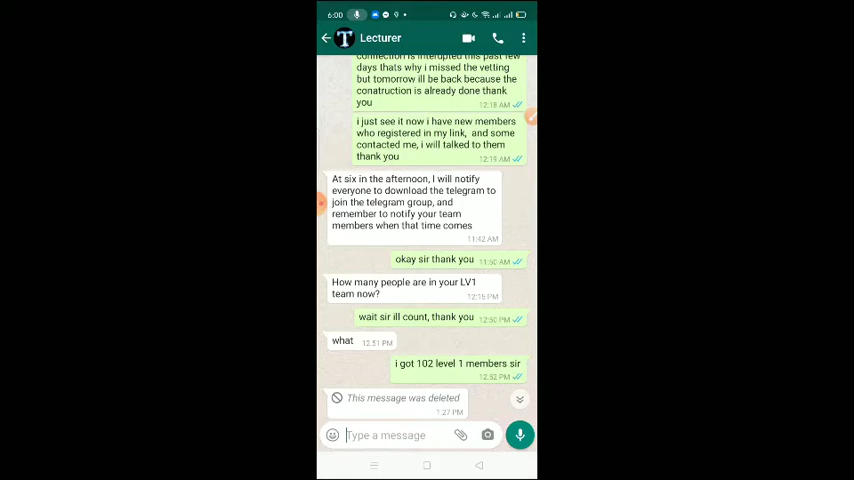 6:00
Lecturer
connection is interupted this past few
days thats why i missed the vetting
but tomorrow ill be back because the
conatruction is already done thank
you
12:18 AM
i just see it now i have new members
who registered in my link, and some
contacted me, i will talked to them
thank you
12:19 AM
At six in the afternoon, I will notify
everyone to download the telegram to
join the telegram group, and
remember to notify your team
members when that time comes
11:42 AM
okay sir thank you 11:50 AM
How many people are in your LV1
team now?
12:15 PM
wait sir ill count, thank you 12:50 PM
what 12:51 PM
i got 102 level 1 members sir
12:52 PM
This message was deleted
1:27 PM
Type a message